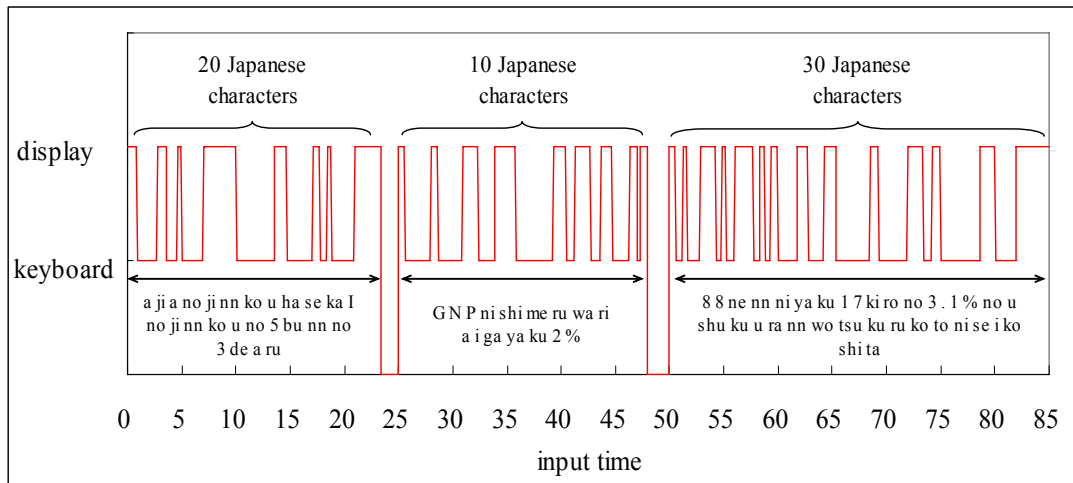 20 Japanese
characters
10 Japanese
characters
30 Japanese
characters
display
keyboard
a ji a no ji nn ko u ha se ka I
no ji nn ko u no 5 bu nn no
3 de a ru
G N P ni shi me ru wa ri
a i ga ya ku 2 %
8 8 ne nn ni ya ku 1 7 ki ro no 3 . 1 % no u
shu ku u ra nn wo tsu ku ru ko to ni se i ko
shi ta
0 5 10 15 20 25 30 35 40 45 50 55 60 65 70 75 80 85
input time